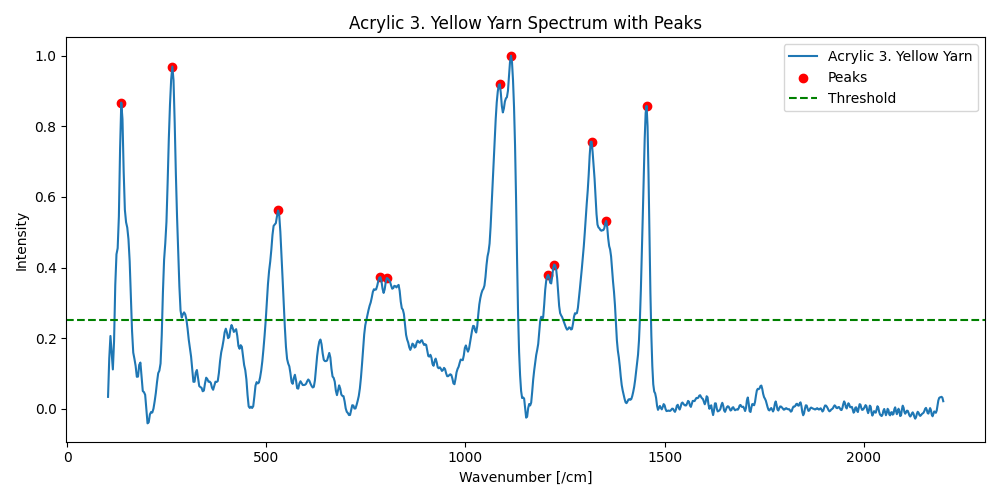 Acrylic 3. Yellow Yarn Spectrum with Peaks
Acrylic 3. Yellow Yarn
Peaks
Threshold
Intensity
1.0
0.8
0.6
0.4
0.2
0.0
0 500 1000 1500 2000
Wavenumber [/cm]